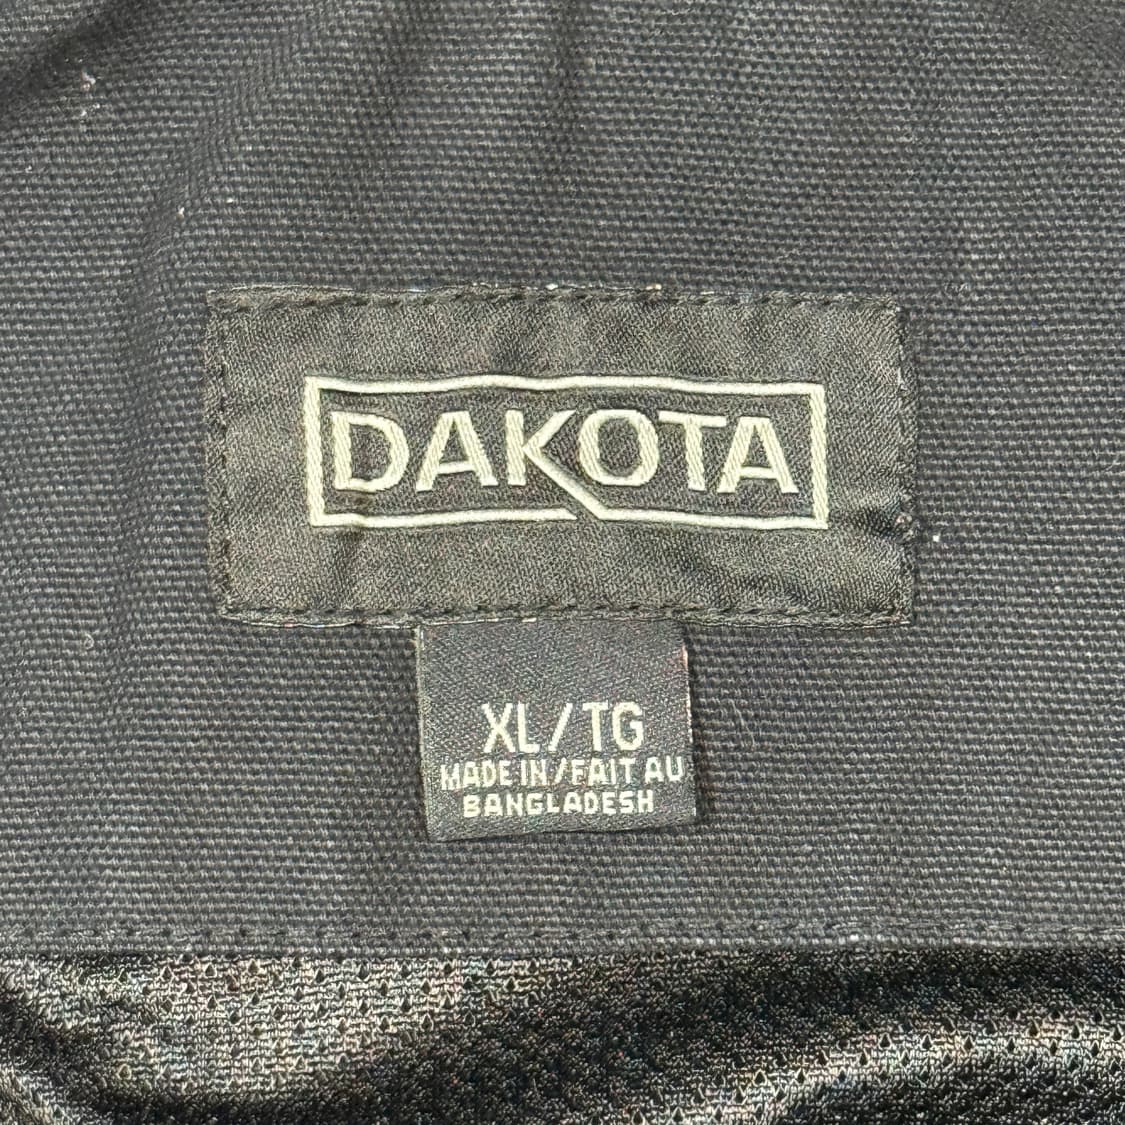 DAKOTA
XL/TG
MADE IN/FAIT AU
BANGLADESH